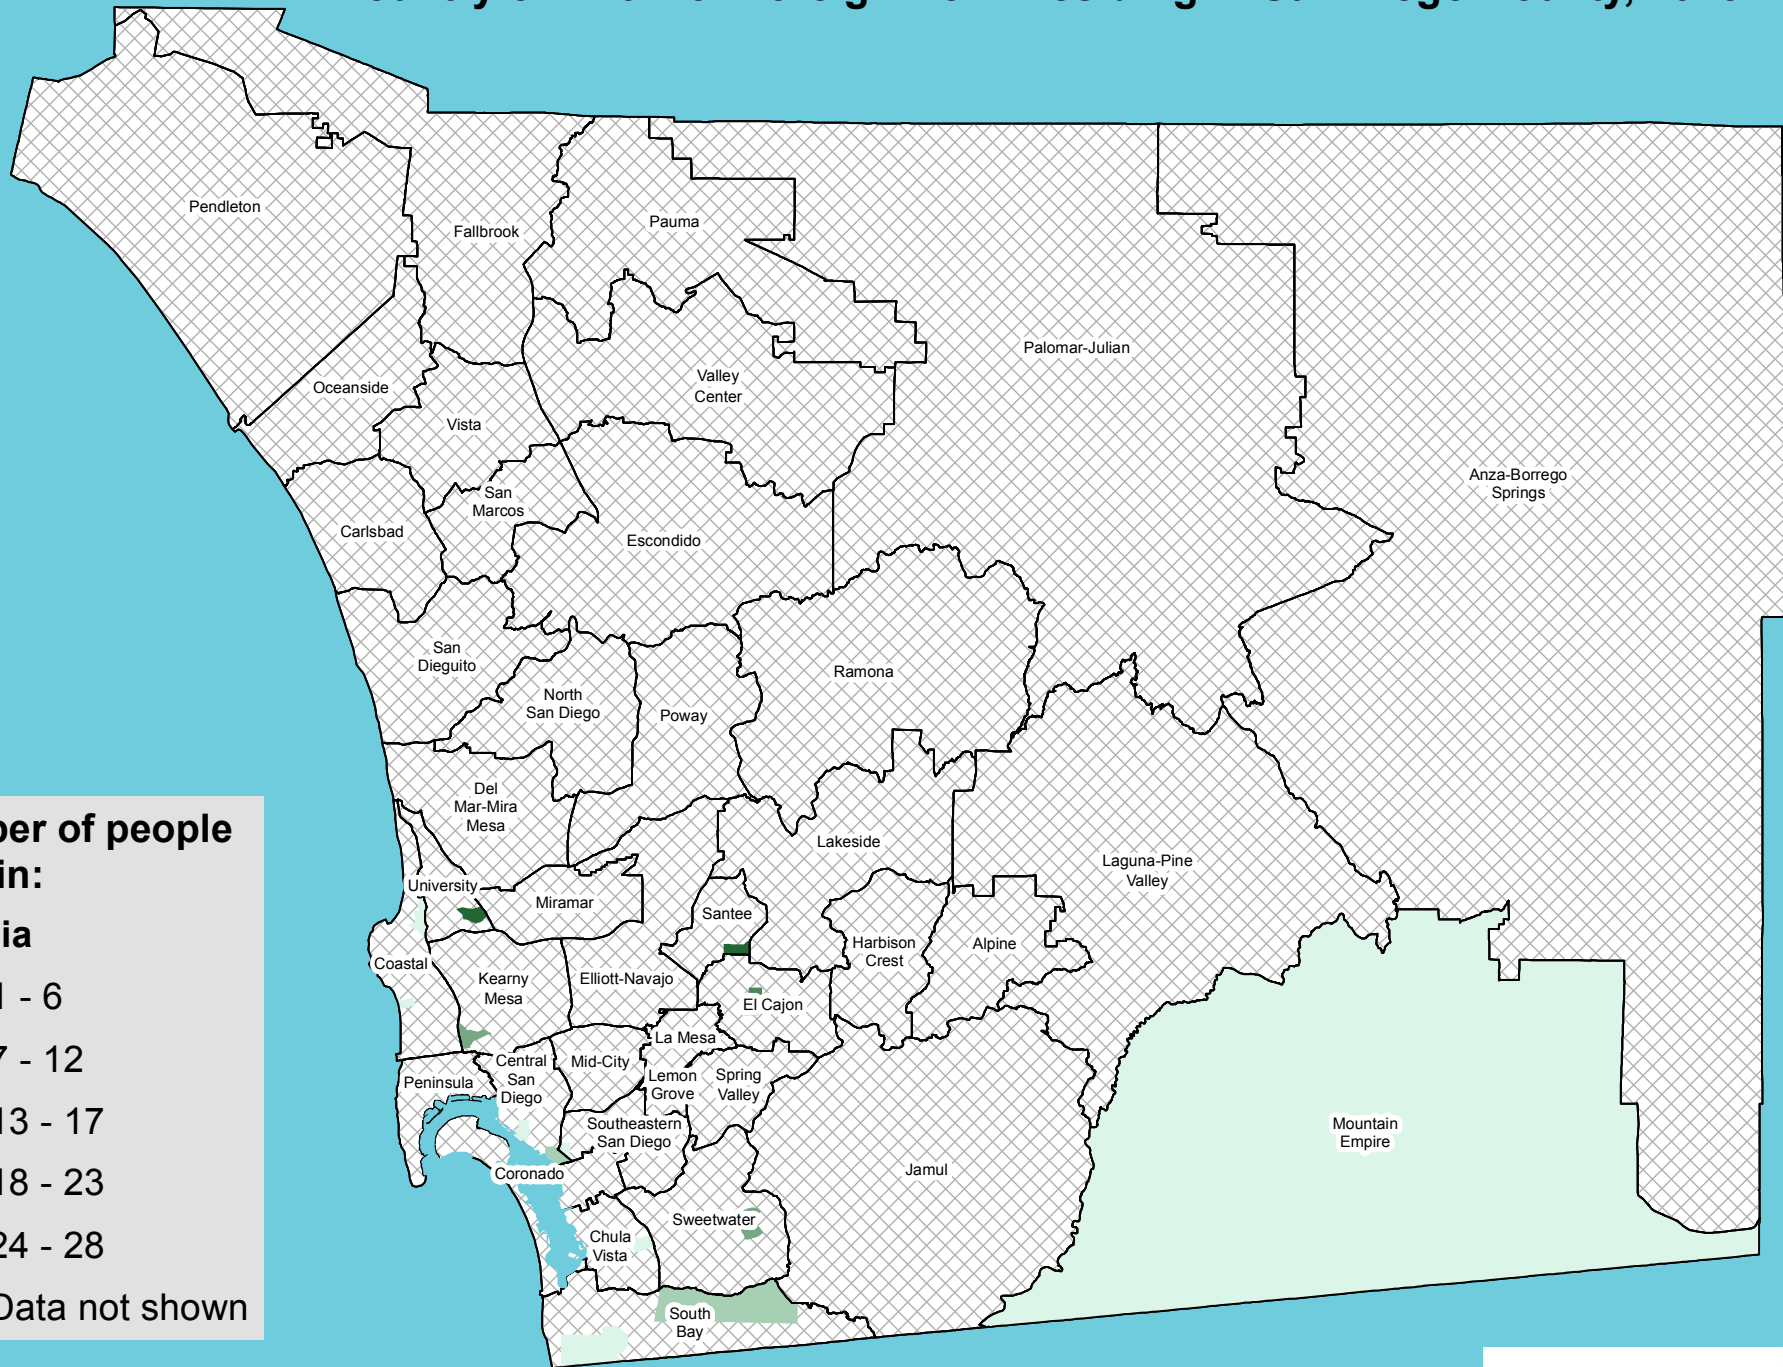 Pendleton
Fallbrook
Pauma
Palomar-Julian
Oceanside
Valley
Center
Vista
Anza-Borrego
Springs
San
Marcos
Carlsbad
Escondido
San
Dieguito
Ramona
North
San Diego
Poway
Del
Mar-Mira
Mesa
Lakeside
Laguna-Pine
Valley
University
Miramar
Santee
Harbison
Crest
Alpine
Coastal
Kearny
Mesa
Elliott-Navajo
El Cajon
La Mesa
Central
San
Diego
Mid-City
Peninsula
Lemon
Grove
Spring
Valley
Southeastern
San Diego
Mountain
Empire
Coronado
Jamul
Sweetwater
Chula
Vista
South
Bay
of people
in:
- 6
- 12
13 - 17
18 - 23
24 - 28
Data not shown